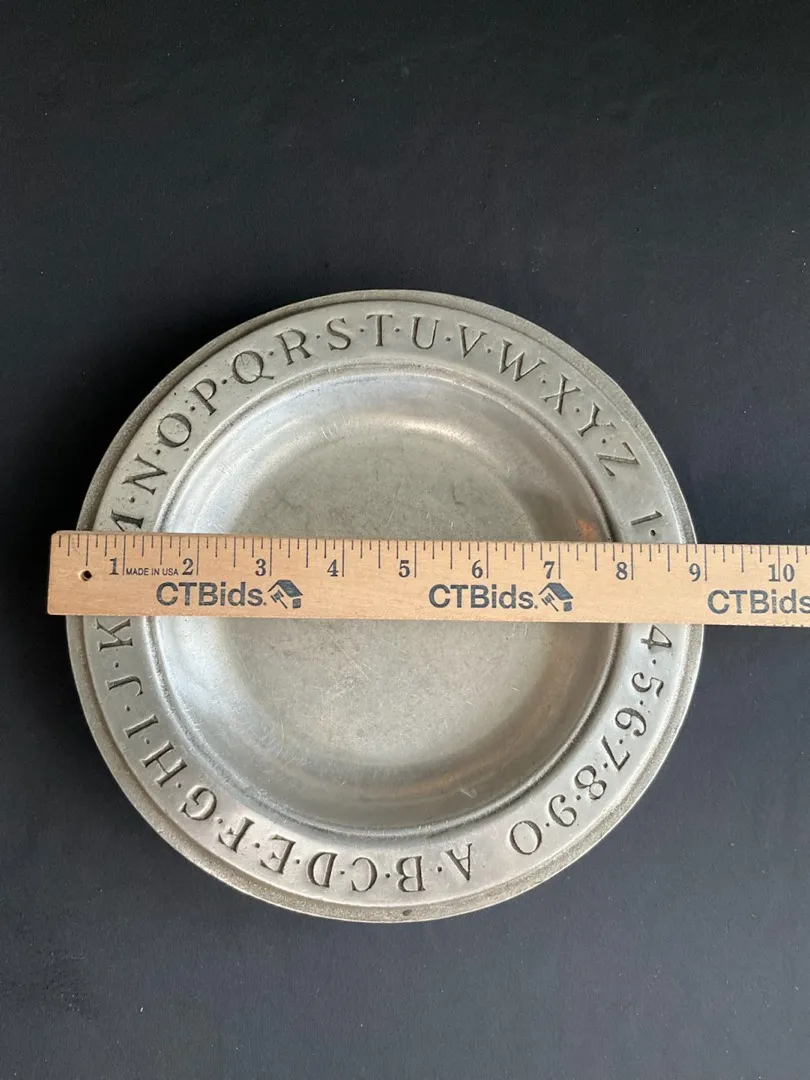 A·B·C·D·E·F·G·H·I·J·K
M·N·O·P·Q·R·S·T·U·V·W·X·Y·Z 1·
4·5·6·7·8·9·0
1 2 3 4 5 6 7 8 9 10
MADE IN USA
CTBids. CTBids. CTBids